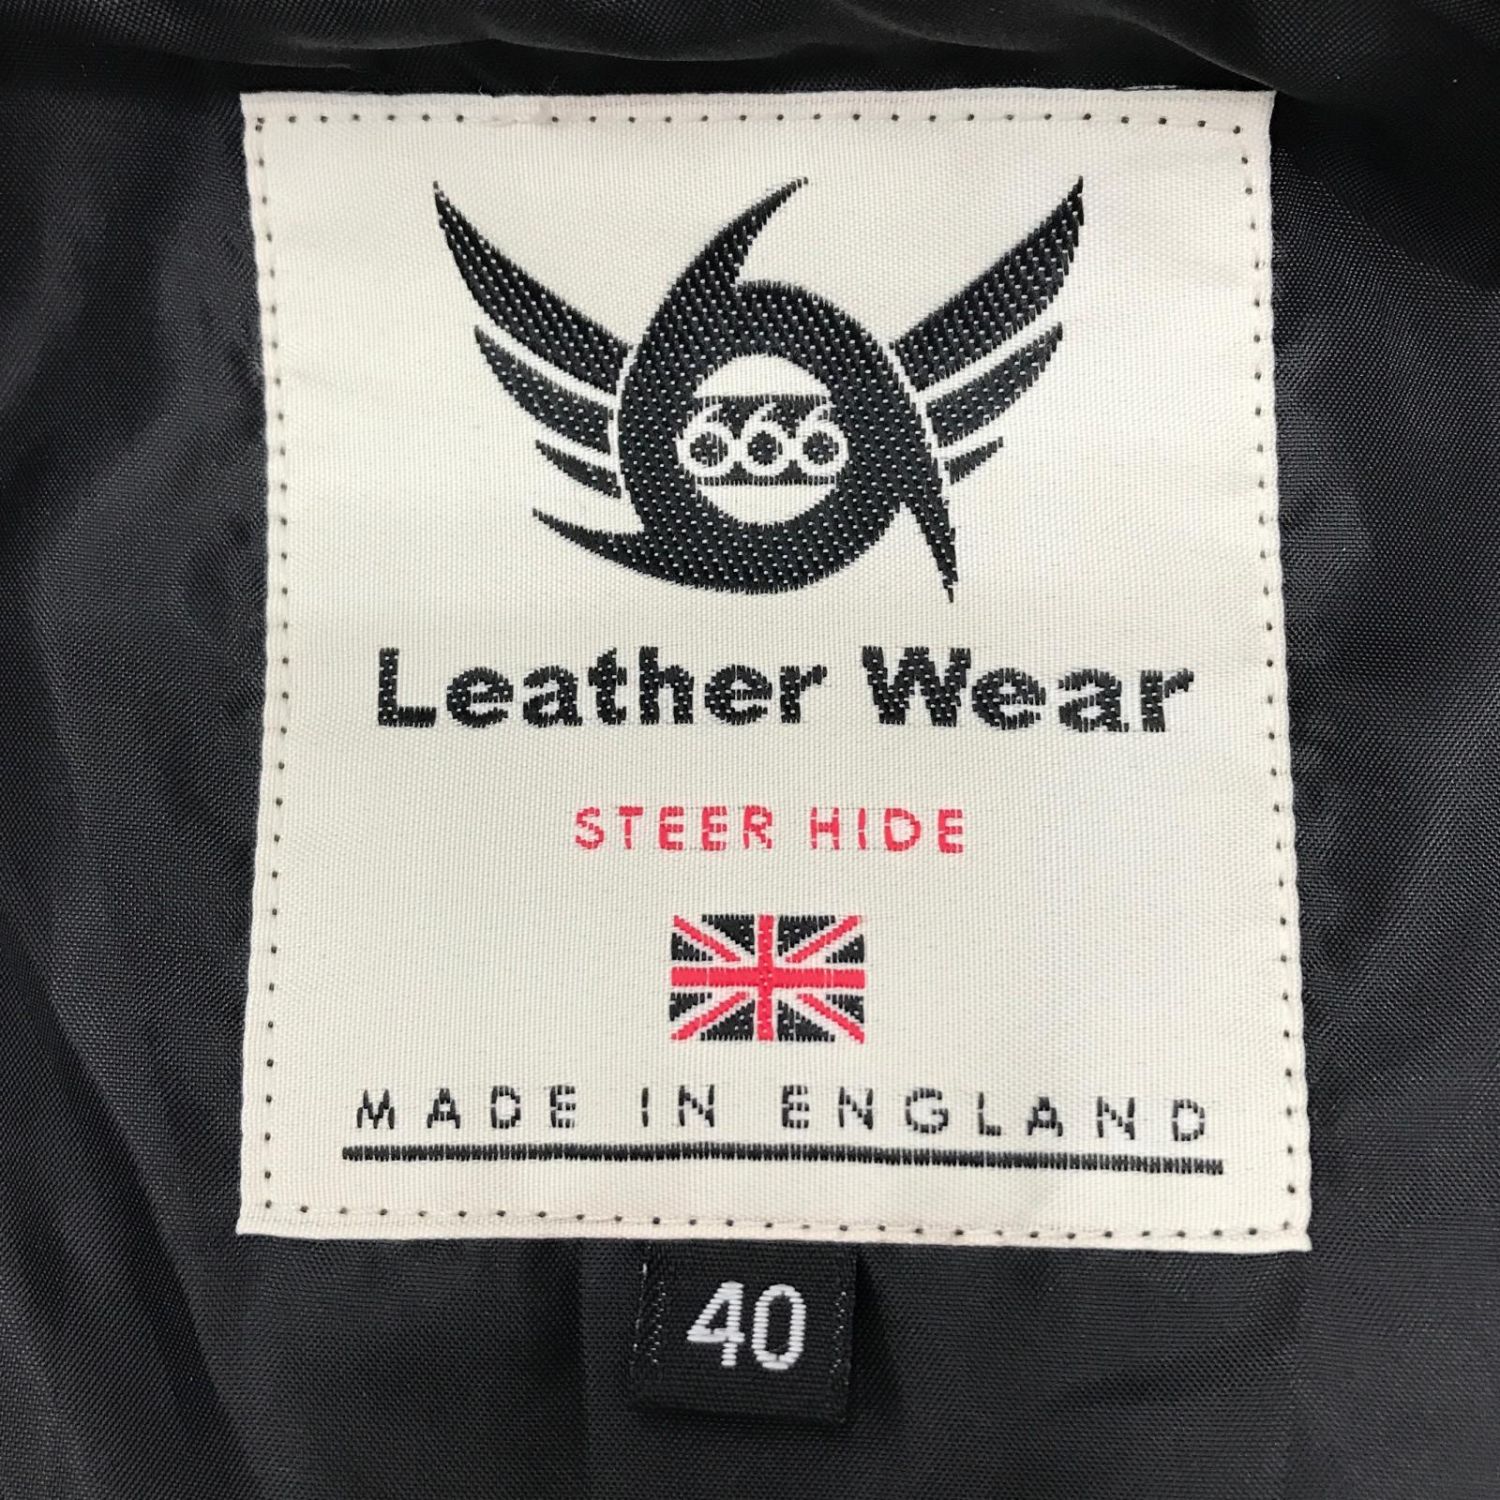 666
Leather Wear
STEER HIDE
MADE IN ENGLAND
40